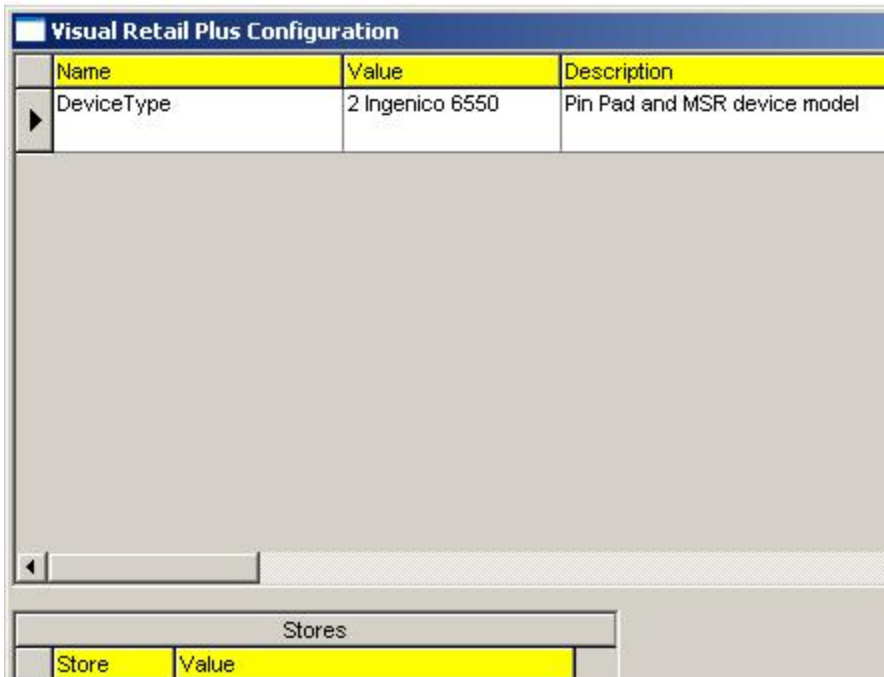 Visual Retail Plus Configuration
Name Value Description
DeviceType 2 Ingenico 6550 Pin Pad and MSR device model
Stores
Store Value